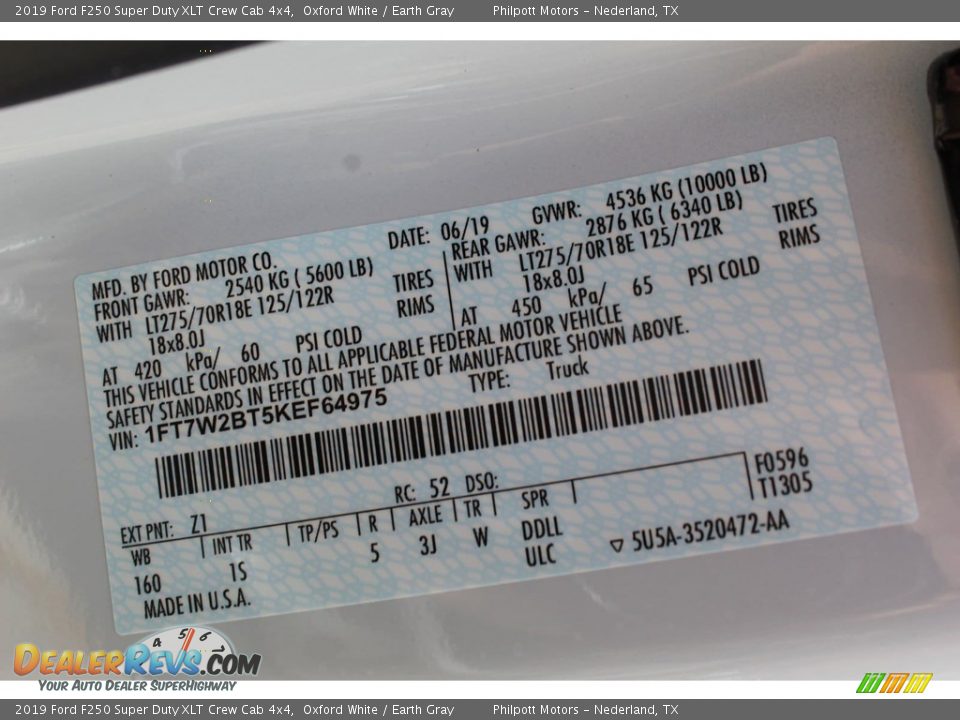 2019 Ford F250 Super Duty XLT Crew Cab 4x4, Oxford White / Earth Gray Philpott Motors - Nederland, TX
MFD. BY FORD MOTOR CO. DATE: 06/19 GVWR: 4536 KG (10000 LB)
FRONT GAWR: 2540 KG ( 5600 LB) REAR GAWR: 2876 KG ( 6340 LB)
WITH LT275/70R18E 125/122R TIRES WITH LT275/70R18E 125/122R TIRES
18x8.0J RIMS 18x8.0J RIMS
AT 420 kPa/ 60 PSI COLD AT 450 kPa/ 65 PSI COLD
THIS VEHICLE CONFORMS TO ALL APPLICABLE FEDERAL MOTOR VEHICLE
SAFETY STANDARDS IN EFFECT ON THE DATE OF MANUFACTURE SHOWN ABOVE.
VIN: 1FT7W2BT5KEF64975 TYPE: Truck
F0596
T1305
EXT PNT: Z1 RC: 52 DSO:
WB INT TR TP/PS R AXLE TR SPR
160 1S 5 3J W DDLL
ULC
▽ 5U5A-3520472-AA
MADE IN U.S.A.
4 5 6 7
DEALERREVS.COM
YOUR AUTO DEALER SUPERHIGHWAY
2019 Ford F250 Super Duty XLT Crew Cab 4x4, Oxford White / Earth Gray Philpott Motors - Nederland, TX